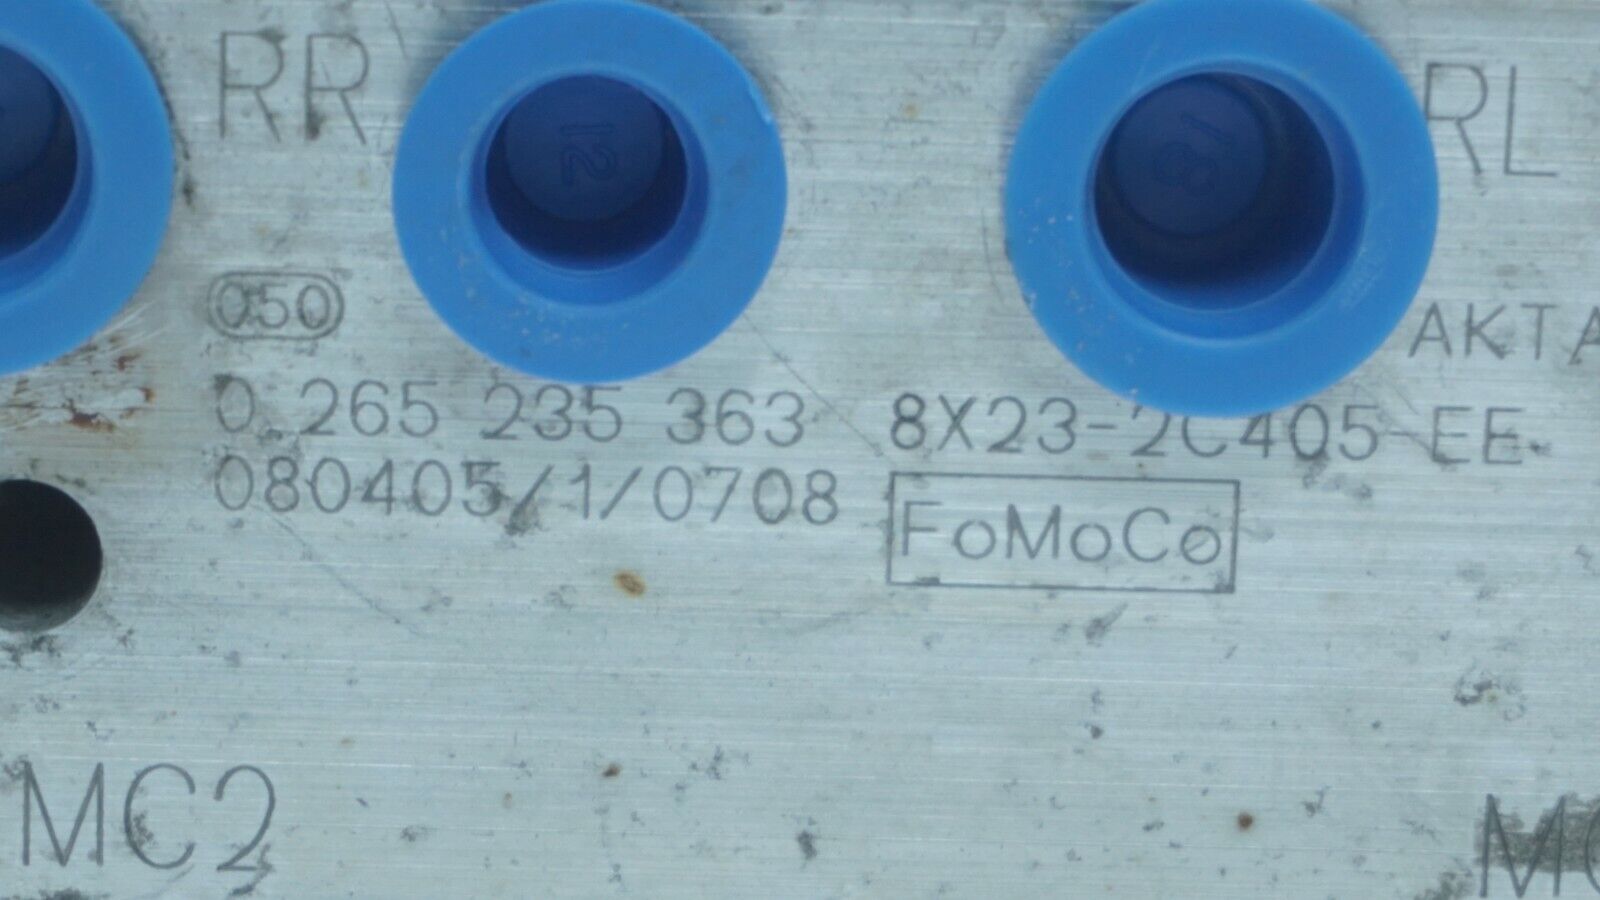 RR
RL
12
050
AKTA
0 265 235 363 8X23-2C405-EE
080405/1/0708
FoMoCo
MC2